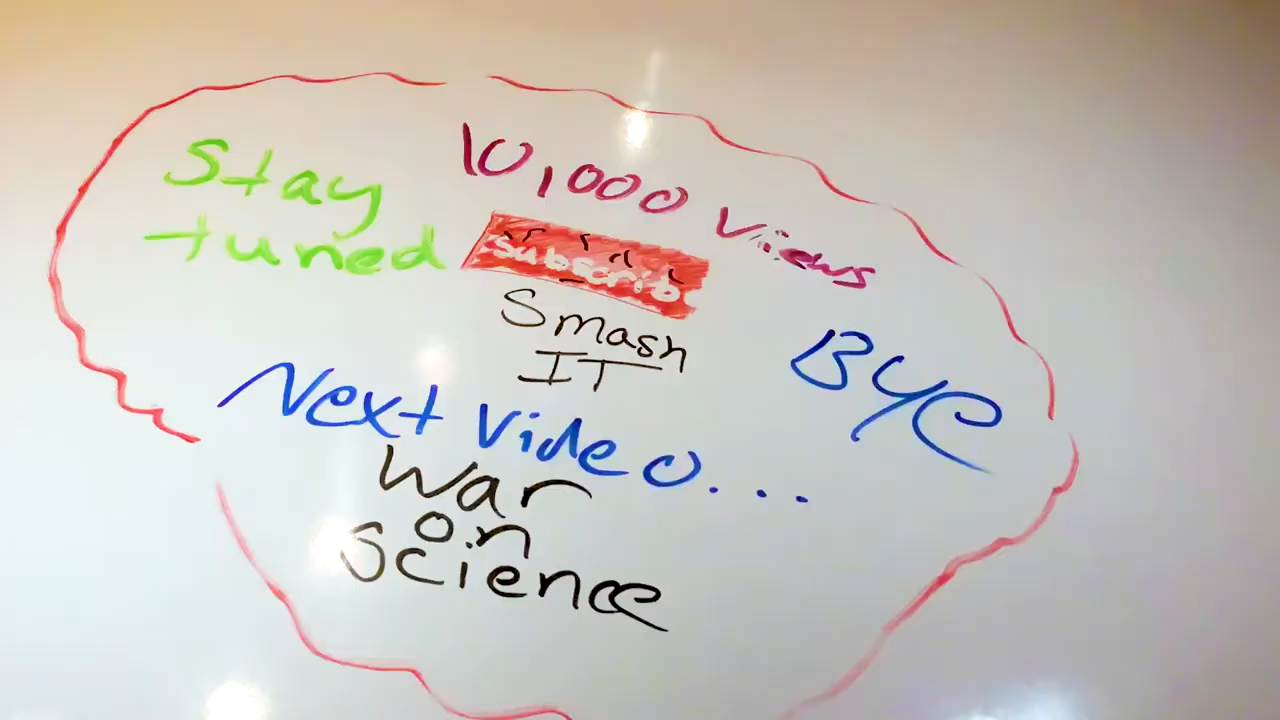 Stay
tuned
10,000 Views
Subscrib
Smash
IT
Bye
Next Video...
War
on
Science